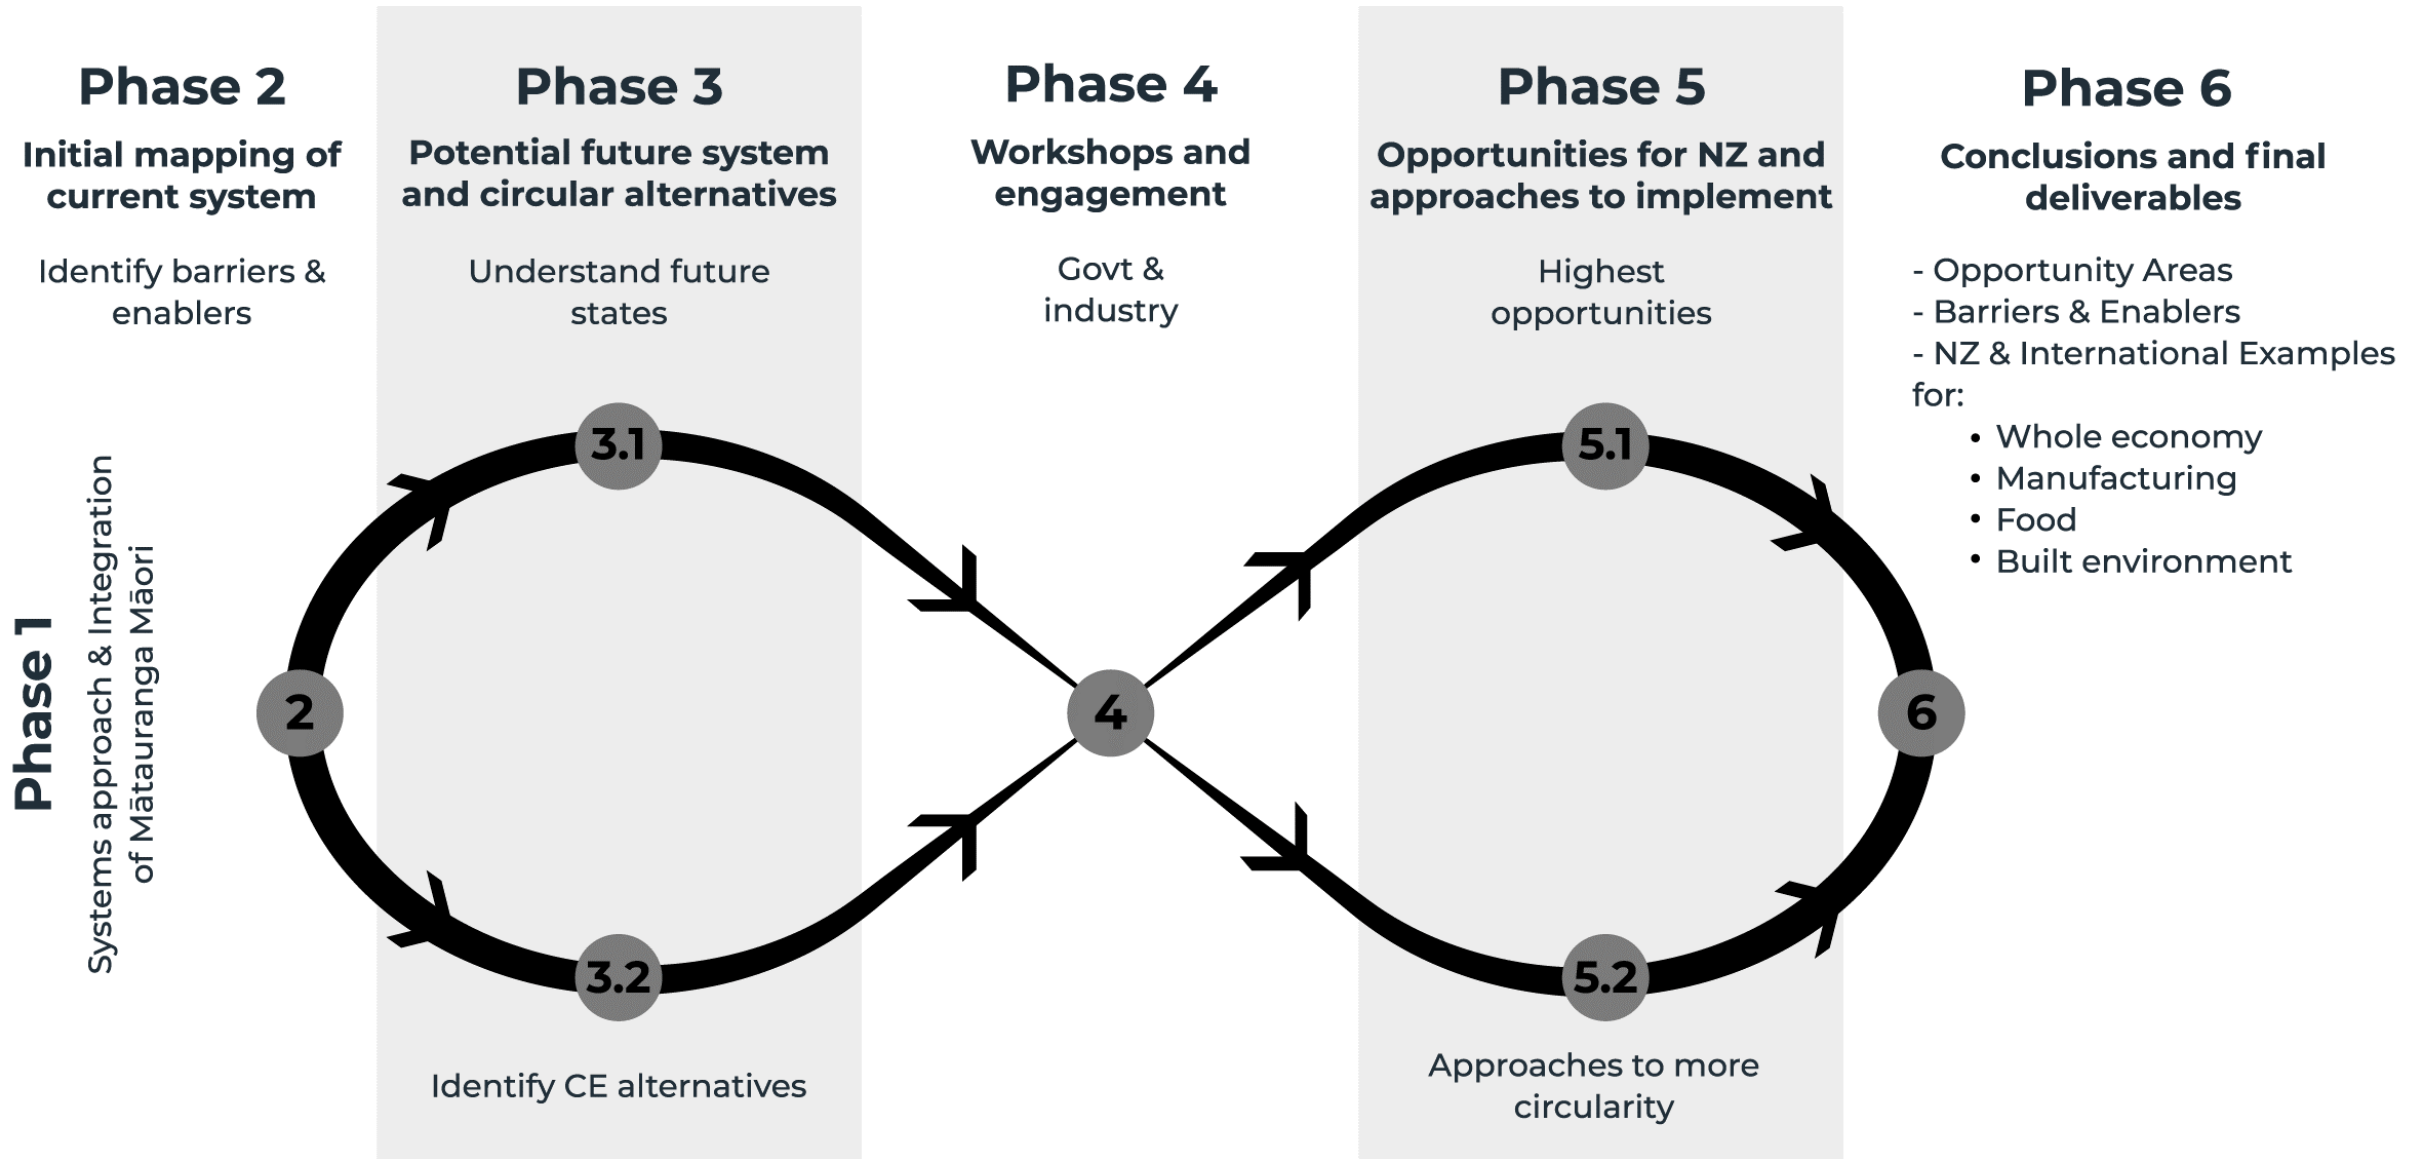 Phase 2
Initial mapping of
current system
Identify barriers &
enablers
Phase 3
Potential future system
and circular alternatives
Understand future
states
Phase 4
Workshops and
engagement
Govt &
industry
Phase 5
Opportunities for NZ and
approaches to implement
Highest
opportunities
Phase 6
Conclusions and final
deliverables
- Opportunity Areas
- Barriers & Enablers
- NZ & International Examples
for:
• Whole economy
• Manufacturing
• Food
• Built environment
Phase 1
Systems approach & Integration
of Mātauranga Māori
2
3.1
3.2
4
5.1
5.2
6
Identify CE alternatives
Approaches to more
circularity